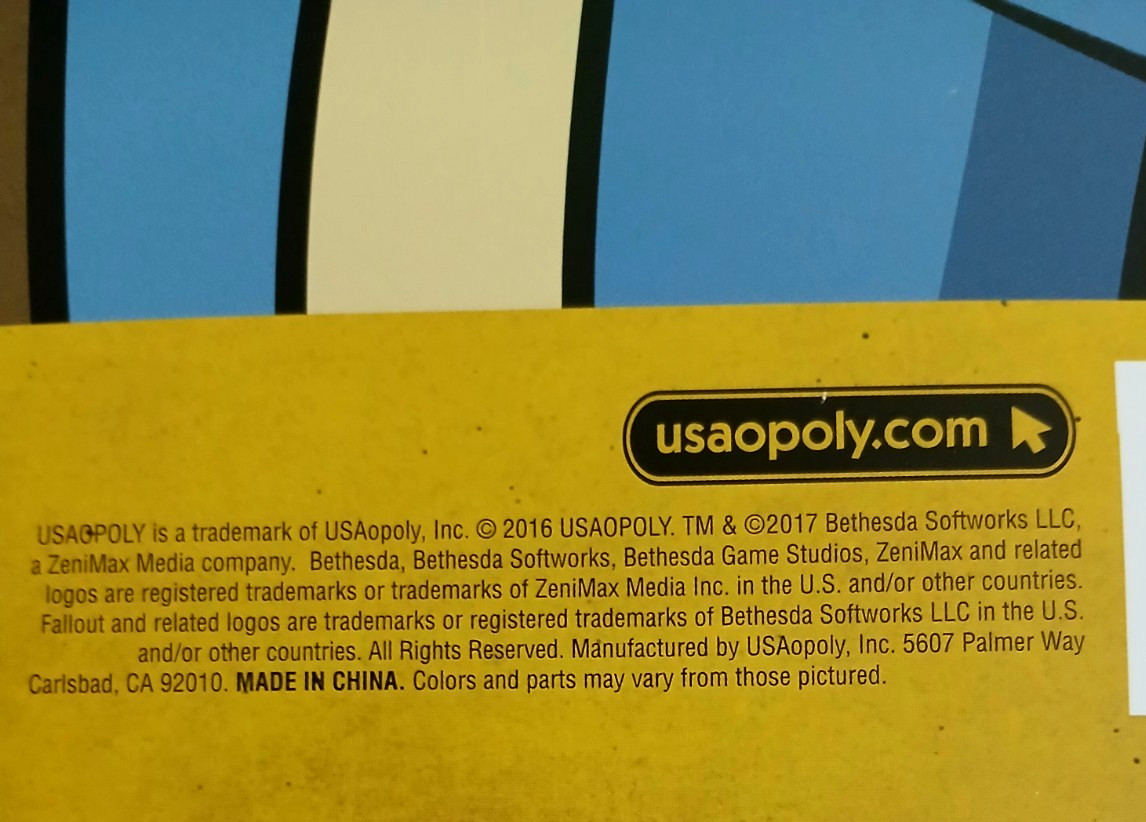 usaopoly.com
USAOPOLY is a trademark of USAopoly, Inc. © 2016 USAOPOLY. TM & ©2017 Bethesda Softworks LLC,
a ZeniMax Media company. Bethesda, Bethesda Softworks, Bethesda Game Studios, ZeniMax and related
logos are registered trademarks or trademarks of ZeniMax Media Inc. in the U.S. and/or other countries.
Fallout and related logos are trademarks or registered trademarks of Bethesda Softworks LLC in the U.S.
and/or other countries. All Rights Reserved. Manufactured by USAopoly, Inc. 5607 Palmer Way
Carlsbad, CA 92010. MADE IN CHINA. Colors and parts may vary from those pictured.